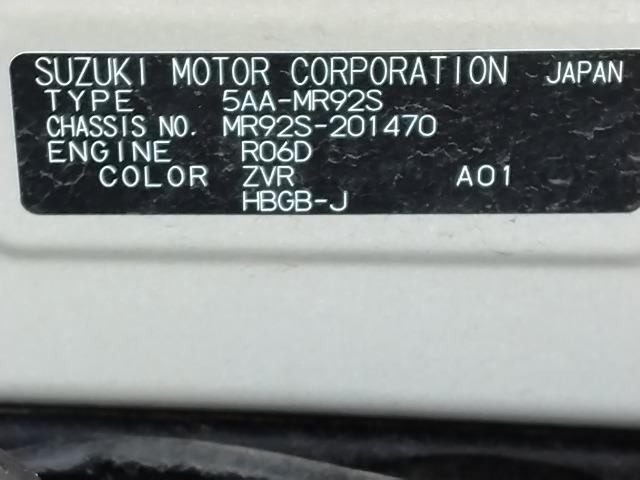 SUZUKI MOTOR CORPORATION JAPAN
TYPE 5AA-MR92S
CHASSIS NO. MR92S-201470
ENGINE R06D
COLOR ZVR A01
HBGB-J